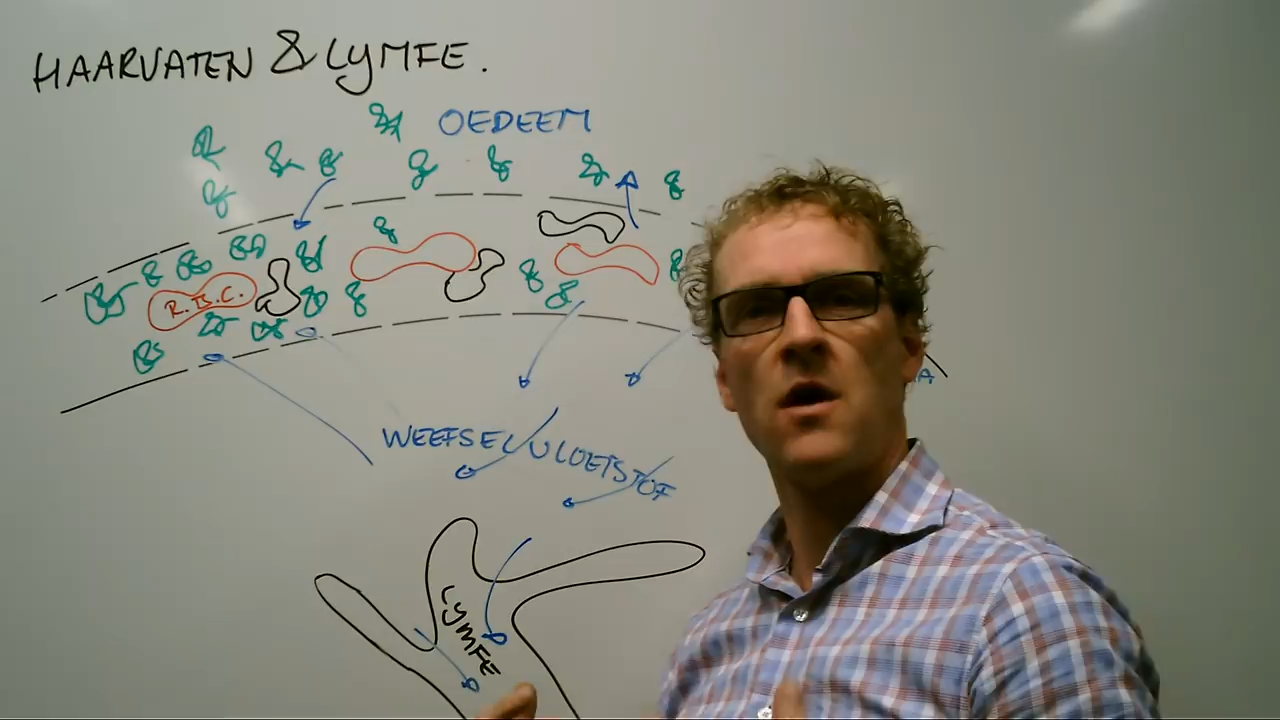 HAARVATEN & LYMFE.
OEDEEM
R.B.C.
WEEFSELVLOEISTOF
LYMFE